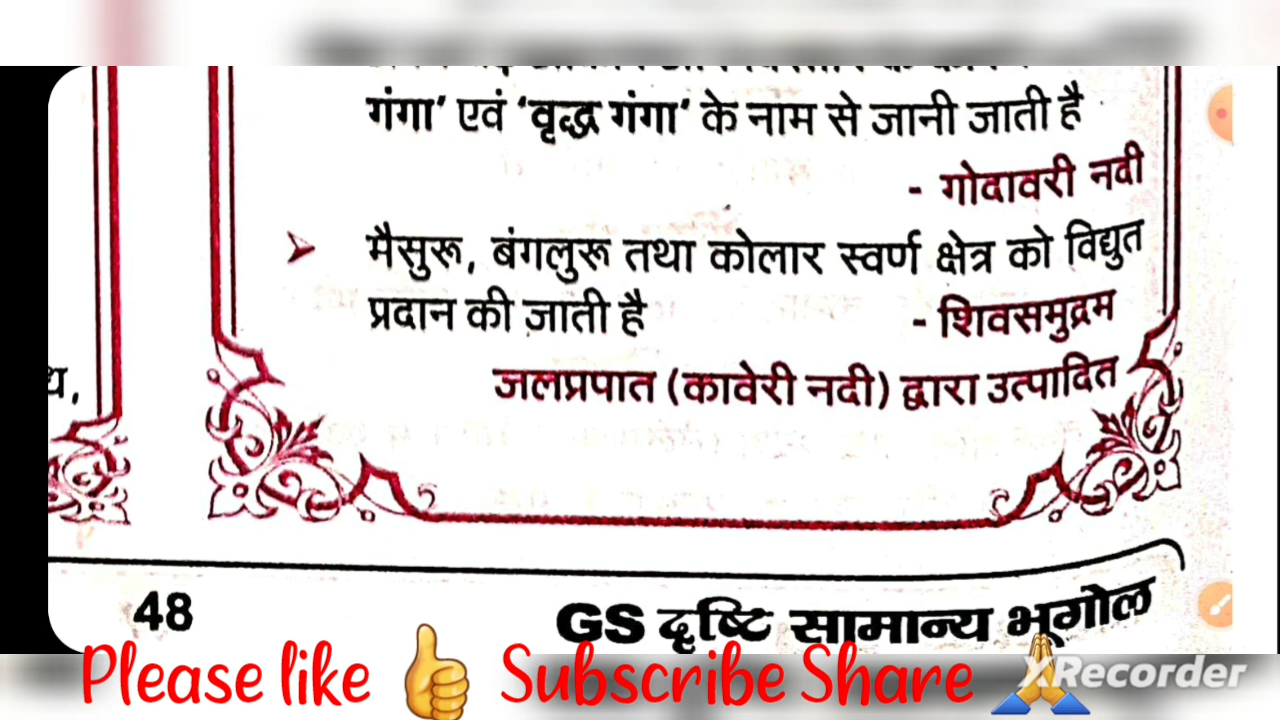 गंगा' एवं 'वृद्ध गंगा' के नाम से जानी जाती है
- गोदावरी नदी
➤ मैसुरू, बंगलुरू तथा कोलार स्वर्ण क्षेत्र को विद्युत
प्रदान की जाती है - शिवसमुद्रम
जलप्रपात (कावेरी नदी) द्वारा उत्पादित
थ,
48 GS दृष्टि सामान्य भूगोल
Please like 👍 Subscribe Share 🙏
XRecorder